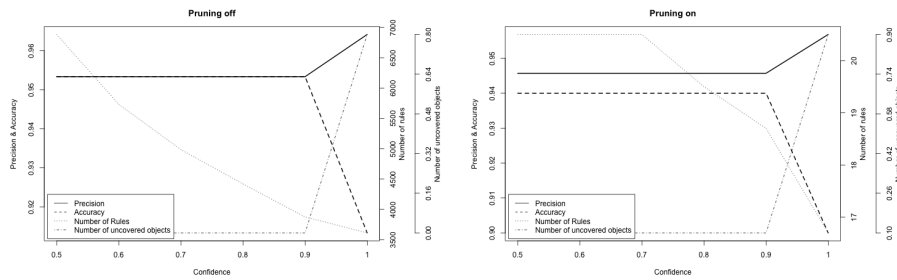 Pruning off
Precision & Accuracy
0.92
0.93
0.94
0.95
0.96
0.5
0.6
0.7
0.8
0.9
1
Confidence
3500
4000
4500
5000
5500
6000
6500
7000
Number of Rules
0.00
0.16
0.32
0.48
0.64
0.80
Number of uncovered objects
Precision
Accuracy
Number of Rules
Number of uncovered objects
Pruning on
Precision & Accuracy
0.90
0.91
0.92
0.93
0.94
0.95
0.5
0.6
0.7
0.8
0.9
1
Confidence
17
18
19
20
Number of rules
0.10
0.26
0.42
0.58
0.74
0.90
Precision
Accuracy
Number of Rules
Number of uncovered objects